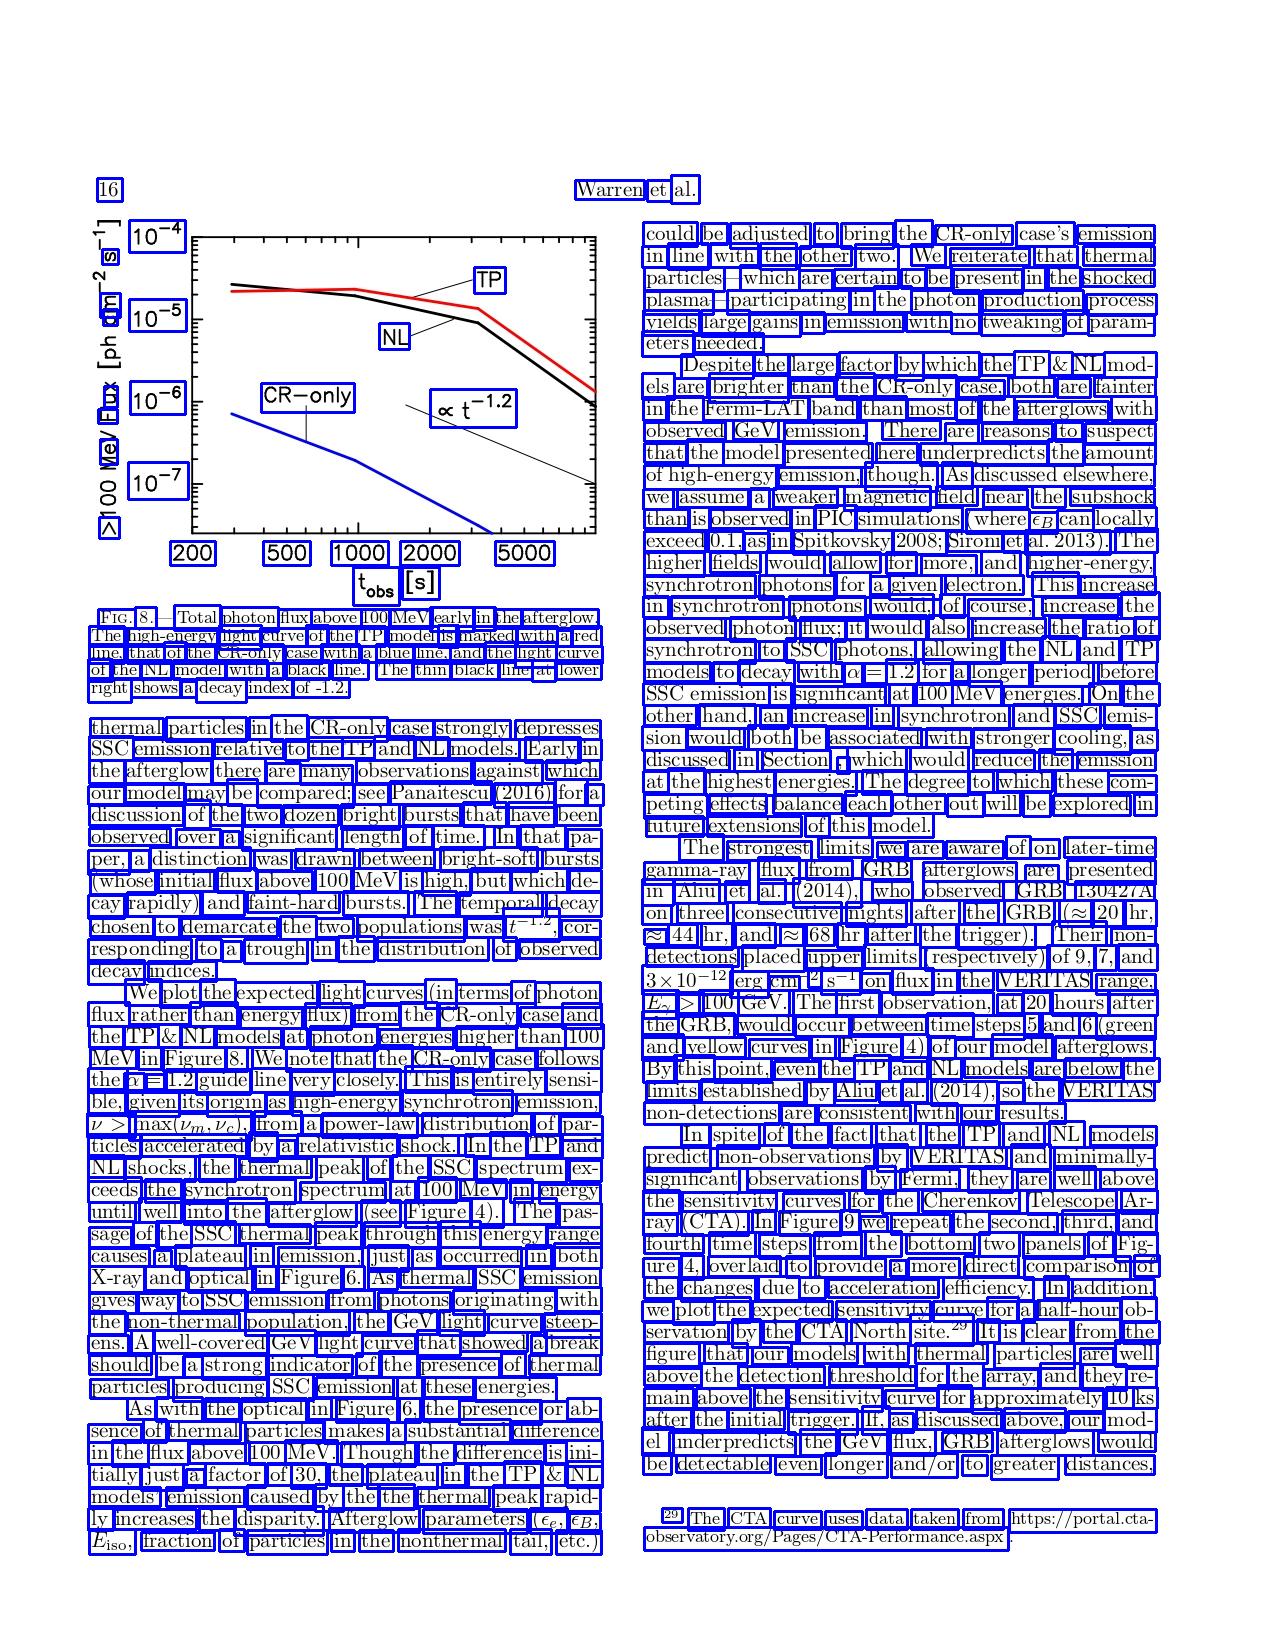 16
Warren et al.
>100 MeV Flux [ph cm−2 s−1]
10−4
10−5
10−6
10−7
TP
NL
CR−only
∝ t−1.2
200 500 1000 2000 5000
tobs [s]
Fig. 8.— Total photon flux above 100 MeV early in the afterglow.
The high-energy light curve of the TP model is marked with a red
line, that of the CR-only case with a blue line, and the light curve
of the NL model with a black line. The thin black line at lower
right shows a decay index of -1.2.
thermal particles in the CR-only case strongly depresses
SSC emission relative to the TP and NL models. Early in
the afterglow there are many observations against which
our model may be compared; see Panaitescu (2016) for a
discussion of the two dozen bright bursts that have been
observed over a significant length of time. In that pa-
per, a distinction was drawn between bright-soft bursts
(whose initial flux above 100 MeV is high, but which de-
cay rapidly) and faint-hard bursts. The temporal decay
chosen to demarcate the two populations was t−1.2, cor-
responding to a trough in the distribution of observed
decay indices.
We plot the expected light curves (in terms of photon
flux rather than energy flux) from the CR-only case and
the TP & NL models at photon energies higher than 100
MeV in Figure 8. We note that the CR-only case follows
the α = 1.2 guide line very closely. This is entirely sensi-
ble, given its origin as high-energy synchrotron emission,
ν > max(νm, νc), from a power-law distribution of par-
ticles accelerated by a relativistic shock. In the TP and
NL shocks, the thermal peak of the SSC spectrum ex-
ceeds the synchrotron spectrum at 100 MeV in energy
until well into the afterglow (see Figure 4). The pas-
sage of the SSC thermal peak through this energy range
causes a plateau in emission, just as occurred in both
X-ray and optical in Figure 6. As thermal SSC emission
gives way to SSC emission from photons originating with
the non-thermal population, the GeV light curve steep-
ens. A well-covered GeV light curve that showed a break
should be a strong indicator of the presence of thermal
particles producing SSC emission at these energies.
As with the optical in Figure 6, the presence or ab-
sence of thermal particles makes a substantial difference
in the flux above 100 MeV. Though the difference is ini-
tially just a factor of 30, the plateau in the TP & NL
models' emission caused by the the thermal peak rapid-
ly increases the disparity. Afterglow parameters (ϵe, ϵB,
Eiso, fraction of particles in the nonthermal tail, etc.)
could be adjusted to bring the CR-only case's emission
in line with the other two. We reiterate that thermal
particles—which are certain to be present in the shocked
plasma—participating in the photon production process
yields large gains in emission with no tweaking of param-
eters needed.
Despite the large factor by which the TP & NL mod-
els are brighter than the CR-only case, both are fainter
in the Fermi-LAT band than most of the afterglows with
observed GeV emission. There are reasons to suspect
that the model presented here underpredicts the amount
of high-energy emission, though. As discussed elsewhere,
we assume a weaker magnetic field near the subshock
than is observed in PIC simulations (where ϵB can locally
exceed 0.1, as in Spitkovsky 2008; Sironi et al. 2013). The
higher fields would allow for more, and higher-energy,
synchrotron photons for a given electron. This increase
in synchrotron photons would, of course, increase the
observed photon flux; it would also increase the ratio of
synchrotron to SSC photons, allowing the NL and TP
models to decay with α = 1.2 for a longer period before
SSC emission is significant at 100 MeV energies. On the
other hand, an increase in synchrotron and SSC emis-
sion would both be associated with stronger cooling, as
discussed in Section , which would reduce the emission
at the highest energies. The degree to which these com-
peting effects balance each other out will be explored in
future extensions of this model.
The strongest limits we are aware of on later-time
gamma-ray flux from GRB afterglows are presented
in Aliu et al. (2014), who observed GRB 130427A
on three consecutive nights after the GRB (≈ 20 hr,
≈ 44 hr, and ≈ 68 hr after the trigger). Their non-
detections placed upper limits (respectively) of 9, 7, and
3×10−12 erg cm−2 s−1 on flux in the VERITAS range,
Eγ > 100 GeV. The first observation, at 20 hours after
the GRB, would occur between time steps 5 and 6 (green
and yellow curves in Figure 4) of our model afterglows.
By this point, even the TP and NL models are below the
limits established by Aliu et al. (2014), so the VERITAS
non-detections are consistent with our results.
In spite of the fact that the TP and NL models
predict non-observations by VERITAS and minimally-
significant observations by Fermi, they are well above
the sensitivity curves for the Cherenkov Telescope Ar-
ray (CTA). In Figure 9 we repeat the second, third, and
fourth time steps from the bottom two panels of Fig-
ure 4, overlaid to provide a more direct comparison of
the changes due to acceleration efficiency. In addition,
we plot the expected sensitivity curve for a half-hour ob-
servation by the CTA North site.29 It is clear from the
figure that our models with thermal particles are well
above the detection threshold for the array, and they re-
main above the sensitivity curve for approximately 10 ks
after the initial trigger. If, as discussed above, our mod-
el underpredicts the GeV flux, GRB afterglows would
be detectable even longer and/or to greater distances,
29 The CTA curve uses data taken from https://portal.cta-
observatory.org/Pages/CTA-Performance.aspx .